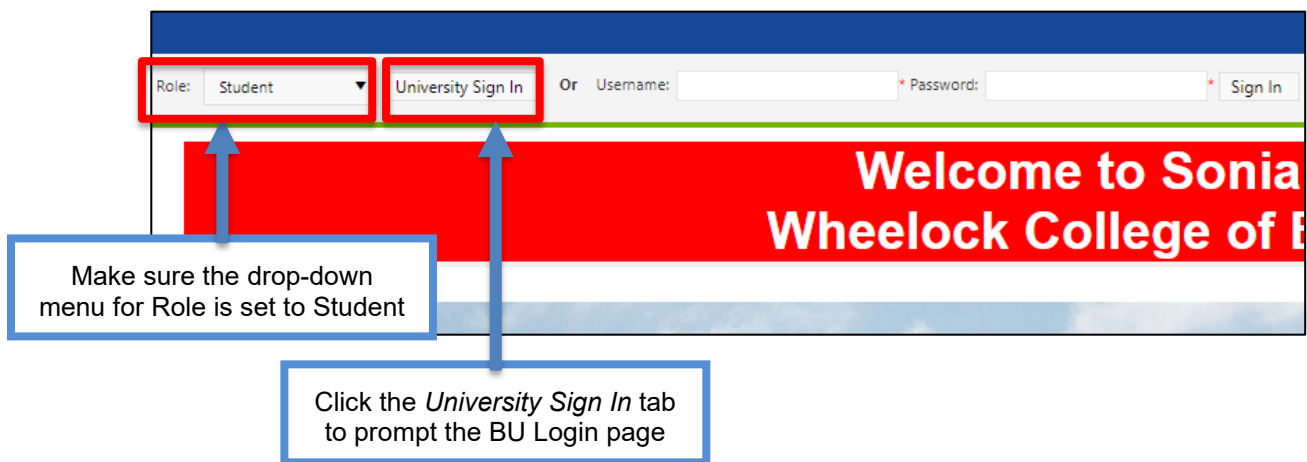 Role: Student University Sign In Or Username: * Password: * Sign In
Welcome to Sonia
Wheelock College of
Make sure the drop-down
menu for Role is set to Student
Click the University Sign In tab
to prompt the BU Login page